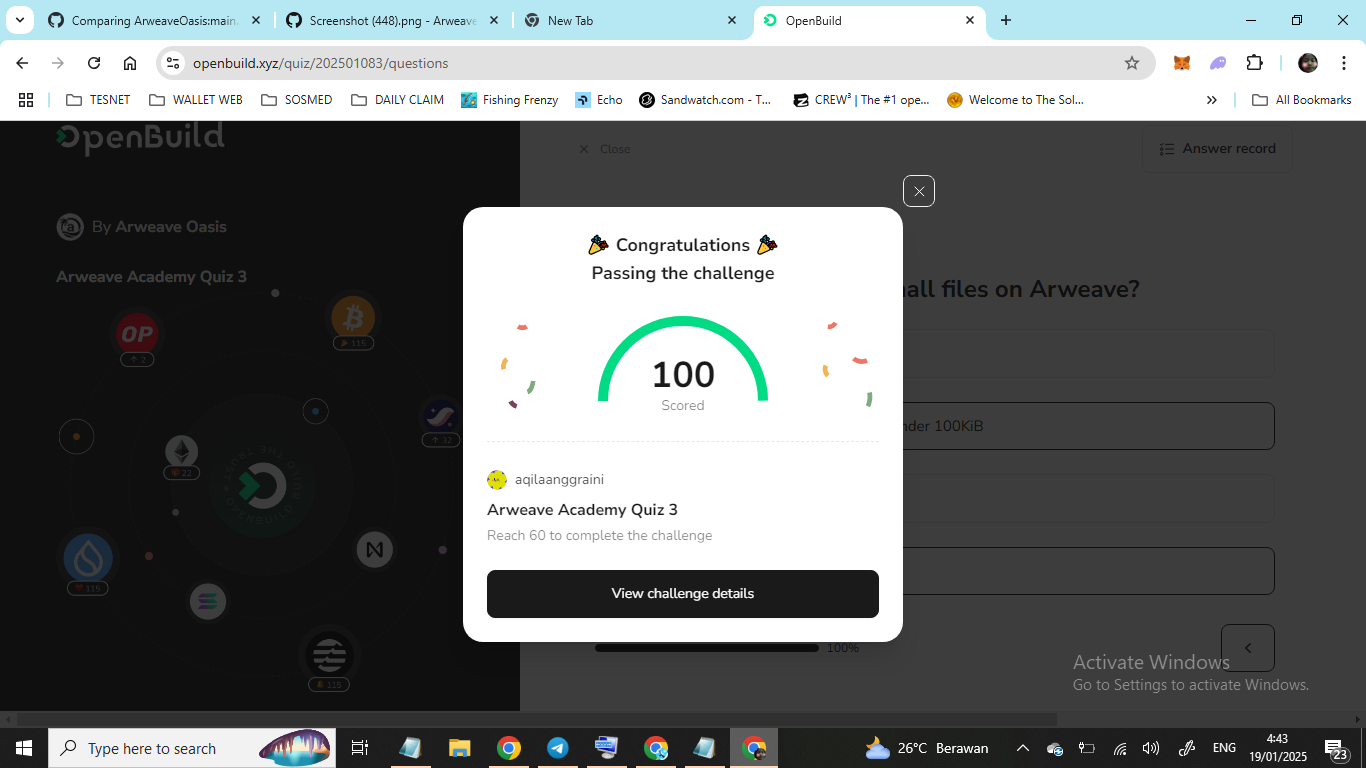 Comparing ArweaveOasis:main
Screenshot (448).png - Arweave
New Tab
OpenBuild
openbuild.xyz/quiz/202501083/questions
TESNET
WALLET WEB
SOSMED
DAILY CLAIM
Fishing Frenzy
Echo
Sandwatch.com - T...
CREW³ | The #1 ope...
Welcome to The Sol...
All Bookmarks
OpenBuild
By Arweave Oasis
Arweave Academy Quiz 3
OP
2
115
32
22
115
115
Close
Answer record
all files on Arweave?
nder 100KiB
100%
Congratulations
Passing the challenge
100
Scored
aqilaanggraini
Arweave Academy Quiz 3
Reach 60 to complete the challenge
View challenge details
Activate Windows
Go to Settings to activate Windows.
Type here to search
26°C Berawan
ENG
4:43
19/01/2025
23